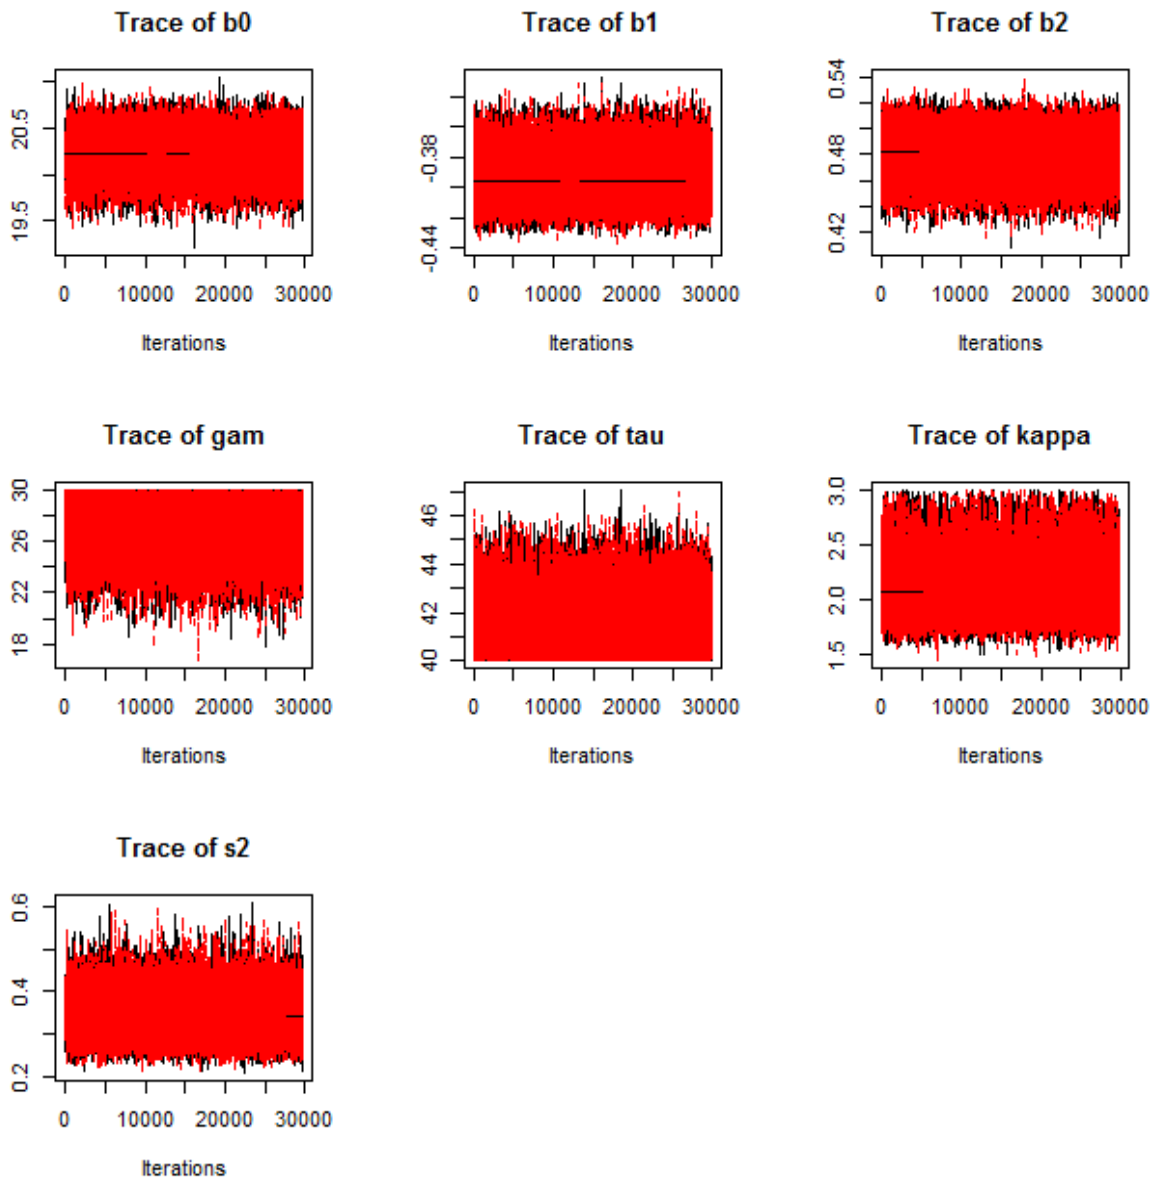 Trace of b0
20.5
19.5
0 10000 20000 30000
Iterations
Trace of b1
-0.38
-0.44
0 10000 20000 30000
Iterations
Trace of b2
0.54
0.48
0.42
0 10000 20000 30000
Iterations
Trace of gam
30
26
22
18
0 10000 20000 30000
Iterations
Trace of tau
46
44
42
40
0 10000 20000 30000
Iterations
Trace of kappa
3.0
2.5
2.0
1.5
0 10000 20000 30000
Iterations
Trace of s2
0.6
0.4
0.2
0 10000 20000 30000
Iterations